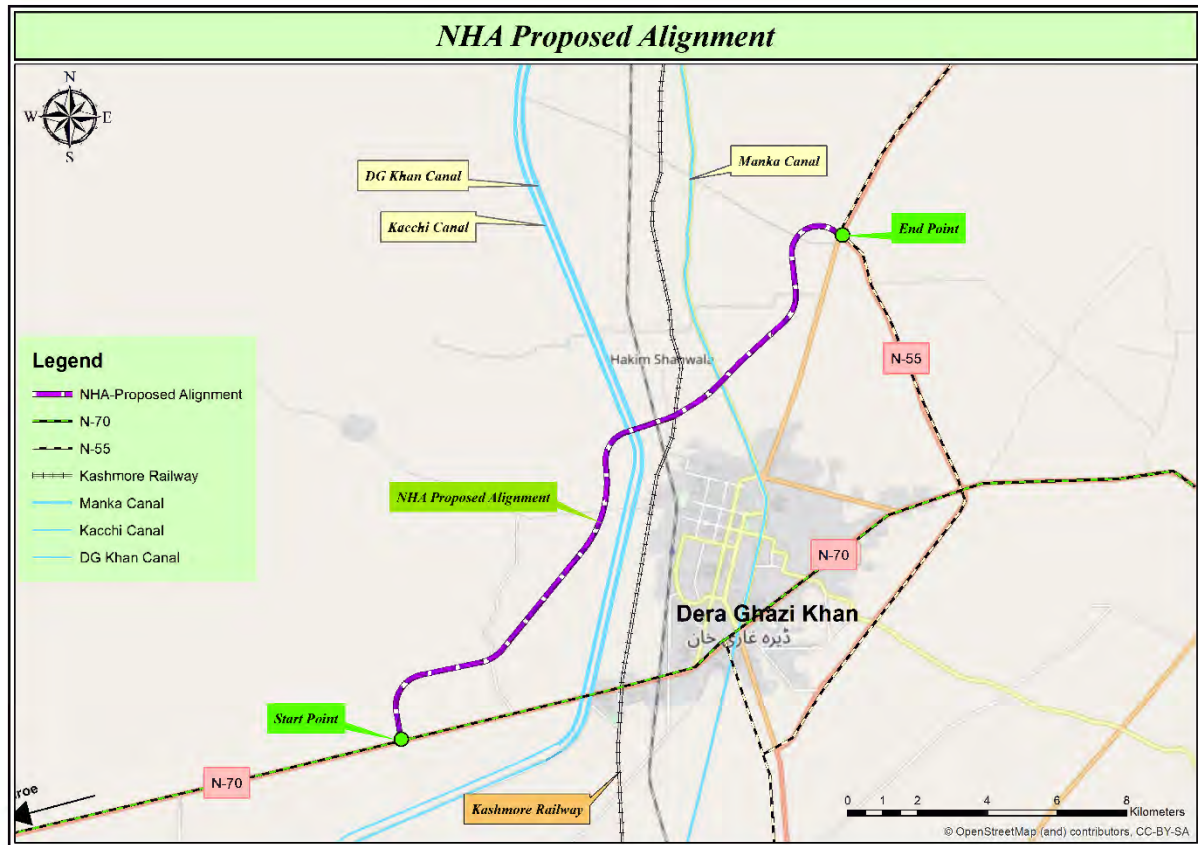 NHA Proposed Alignment
N
W E
S
DG Khan Canal
Manka Canal
Kacchi Canal
End Point
Hakim Shanwala
N-55
Legend
NHA-Proposed Alignment
N-70
N-55
Kashmore Railway
Manka Canal
Kacchi Canal
DG Khan Canal
NHA Proposed Alignment
N-70
Dera Ghazi Khan
ڈیرہ غازی خان
Start Point
N-70
Kashmore Railway
0 1 2 4 6 8
Kilometers
© OpenStreetMap (and) contributors, CC-BY-SA